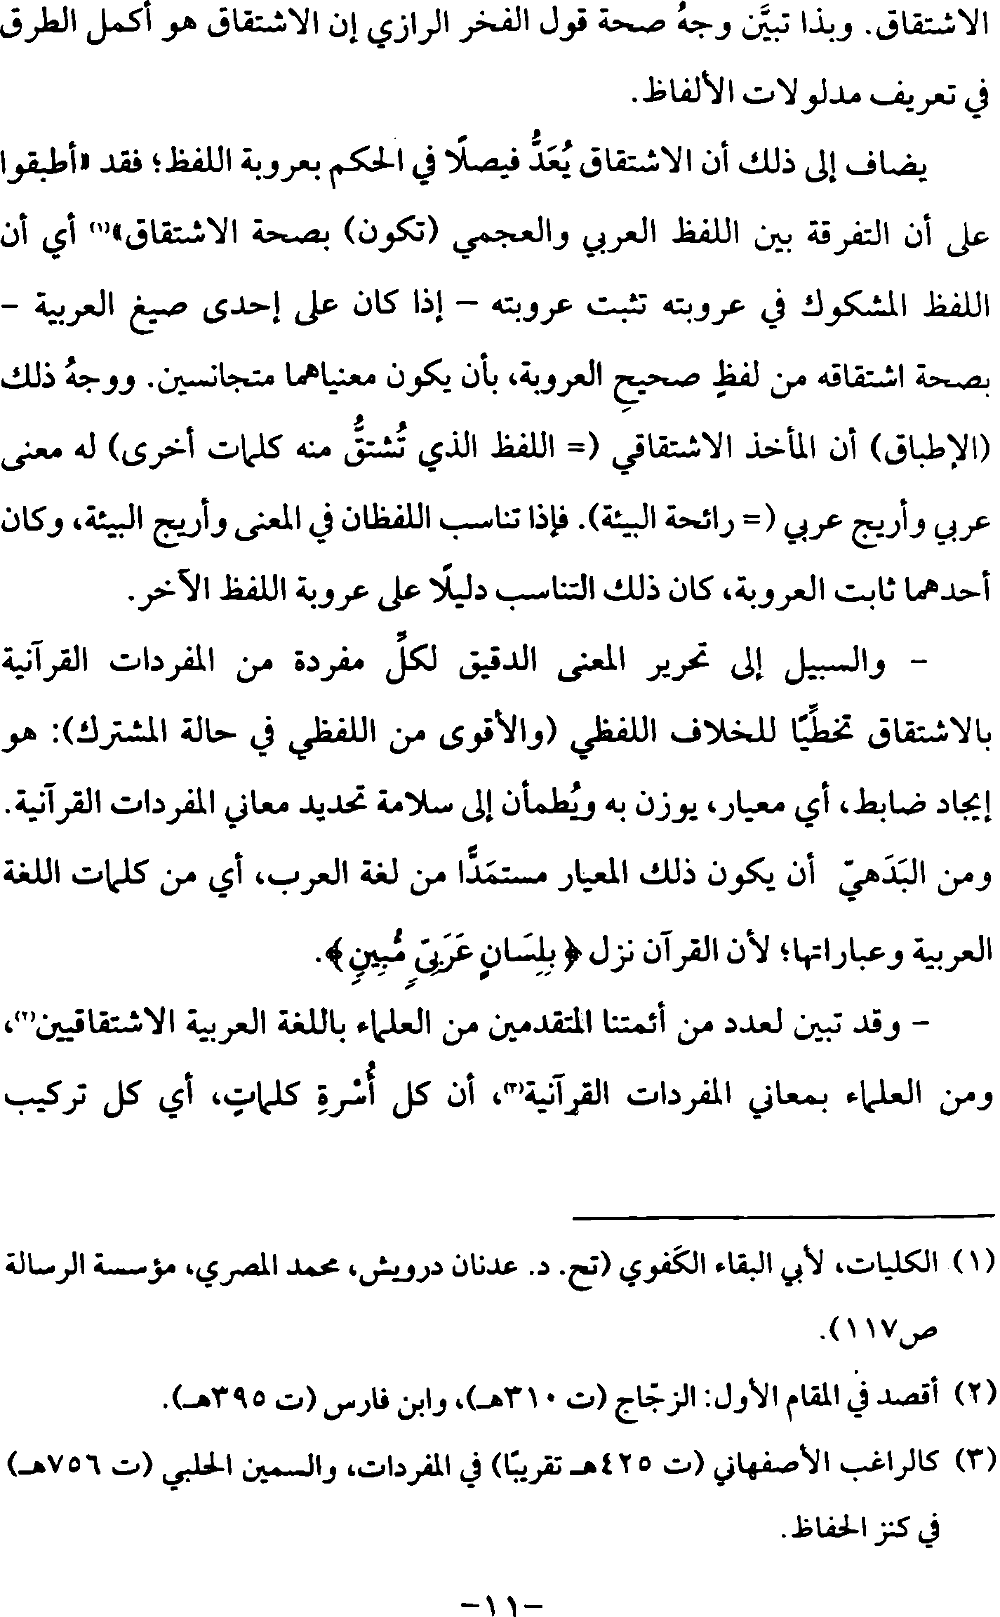 الاشتقاق. وبذا تبيَّن وجهُ صحة قول الفخر الرازي إن الاشتقاق هو أكمل الطرق
في تعريف مدلولات الألفاظ.
يضاف إلى ذلك أن الاشتقاق يُعَدُّ فيصلًا في الحكم بعروبة اللفظ؛ فقد «أطبقوا
على أن التفرقة بين اللفظ العربي والعجمي (تكون) بصحة الاشتقاق»(١) أي أن
اللفظ المشكوك في عروبته تثبت عروبته – إذا كان على إحدى صيغ العربية –
بصحة اشتقاقه من لفظٍ صحيحِ العروبة، بأن يكون معنياهما متجانسين. ووجهُ ذلك
(الإطباق) أن المأخذ الاشتقاقي (= اللفظ الذي تُشتقُّ منه كلمات أخرى) له معنى
عربي وأريج عربي (= رائحة البيئة). فإذا تناسب اللفظان في المعنى وأريج البيئة، وكان
أحدهما ثابت العروبة، كان ذلك التناسب دليلًا على عروبة اللفظ الآخر.
– والسبيل إلى تحرير المعنى الدقيق لكلِّ مفردة من المفردات القرآنية
بالاشتقاق تخطِّيًا للخلاف اللفظي (والأقوى من اللفظي في حالة المشترك): هو
إيجاد ضابط، أي معيار، يوزن به ويُطمأن إلى سلامة تحديد معاني المفردات القرآنية.
ومن البَدَهيّ أن يكون ذلك المعيار مستمَدًّا من لغة العرب، أي من كلمات اللغة
العربية وعباراتها؛ لأن القرآن نزل ﴿بِلِسَانٍ عَرَبِيٍّ مُّبِينٍ﴾.
– وقد تبين لعدد من أئمتنا المتقدمين من العلماء باللغة العربية الاشتقاقيين(٢)،
ومن العلماء بمعاني المفردات القرآنية(٣)، أن كل أُسْرةِ كلماتٍ، أي كل تركيب
(١) الكليات، لأبي البقاء الكَفوي (تح. د. عدنان درويش، محمد المصري، مؤسسة الرسالة
ص١١٧).
(٢) أقصد في المقام الأول: الزجّاج (ت ٣١٠هـ)، وابن فارس (ت ٣٩٥هـ).
(٣) كالراغب الأصفهاني (ت ٤٢٥هـ تقريبًا) في المفردات، والسمين الحلبي (ت ٧٥٦هـ)
في كنز الحفاظ.
–١١–